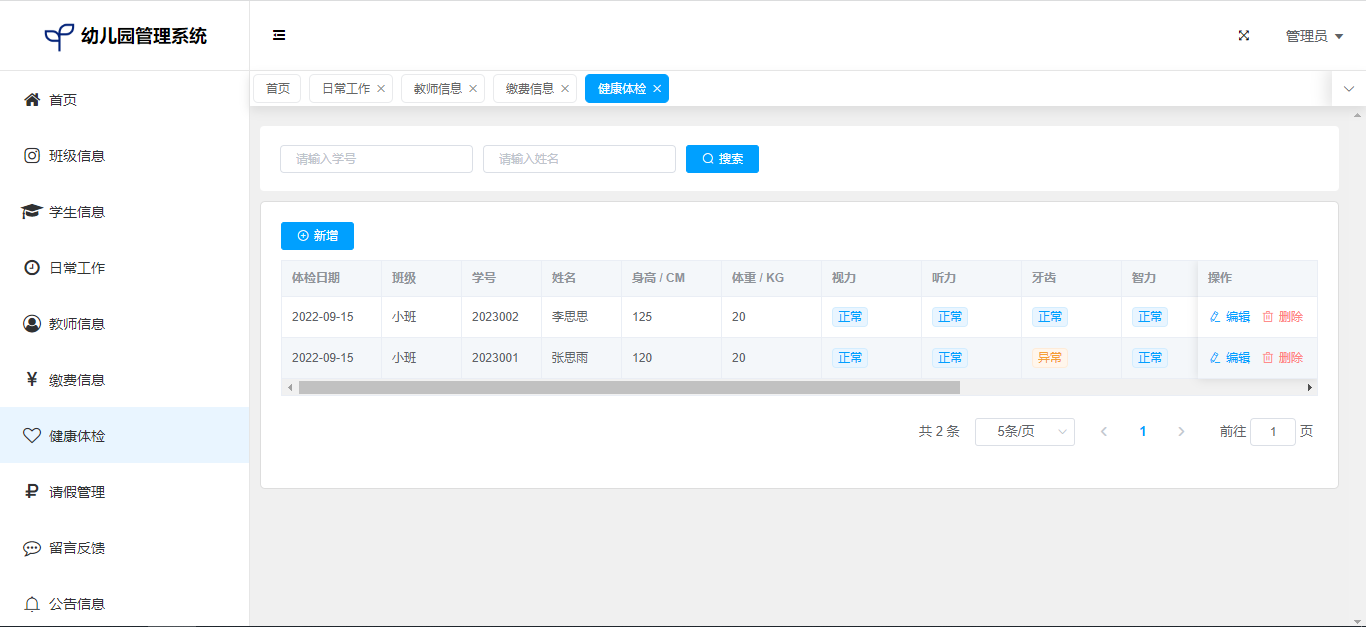 幼儿园管理系统
管理员
首页
班级信息
学生信息
日常工作
教师信息
缴费信息
健康体检
请假管理
留言反馈
公告信息
首页 日常工作 教师信息 缴费信息 健康体检
请输入学号 请输入姓名 搜索
新增
体检日期 班级 学号 姓名 身高 / CM 体重 / KG 视力 听力 牙齿 智力 操作
2022-09-15 小班 2023002 李思思 125 20 正常 正常 正常 正常 编辑 删除
2022-09-15 小班 2023001 张思雨 120 20 正常 正常 异常 正常 编辑 删除
共 2 条 5条/页 1 前往 1 页